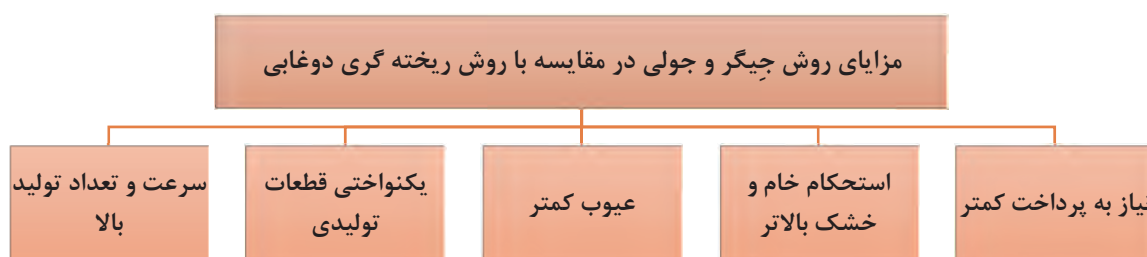 مزایای روش جِیگر و جولی در مقایسه با روش ریخته گری دوغابی
نیاز به پرداخت کمتر
استحکام خام و
خشک بالاتر
عیوب کمتر
یکنواختی قطعات
تولیدی
سرعت و تعداد تولید
بالا